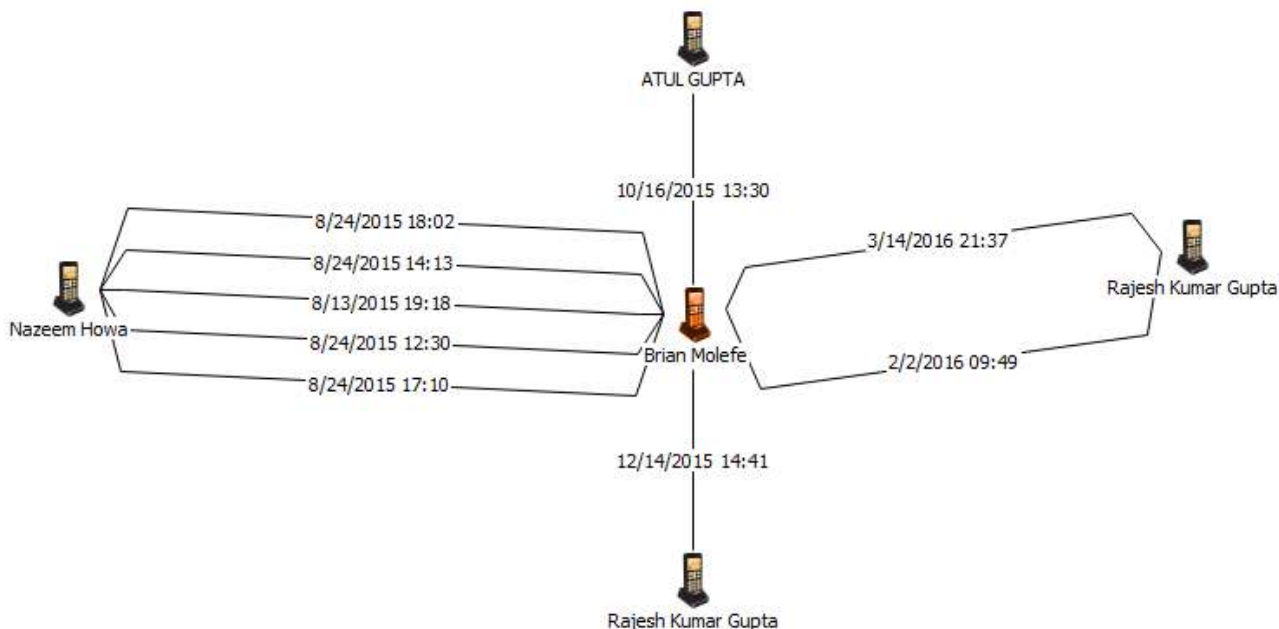 ATUL GUPTA
10/16/2015 13:30
8/24/2015 18:02
3/14/2016 21:37
8/24/2015 14:13
Rajesh Kumar Gupta
8/13/2015 19:18
Nazeem Howa
8/24/2015 12:30
Brian Molefe
2/2/2016 09:49
8/24/2015 17:10
12/14/2015 14:41
Rajesh Kumar Gupta